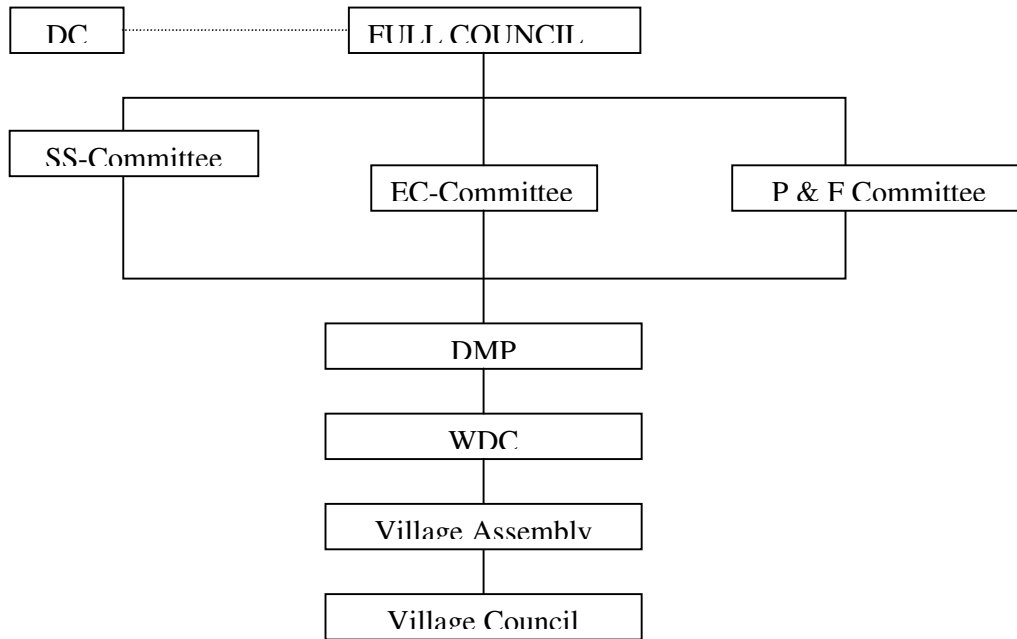 DC
FULL COUNCIL
SS-Committee
EC-Committee
P & F Committee
DMP
WDC
Village Assembly
Village Council